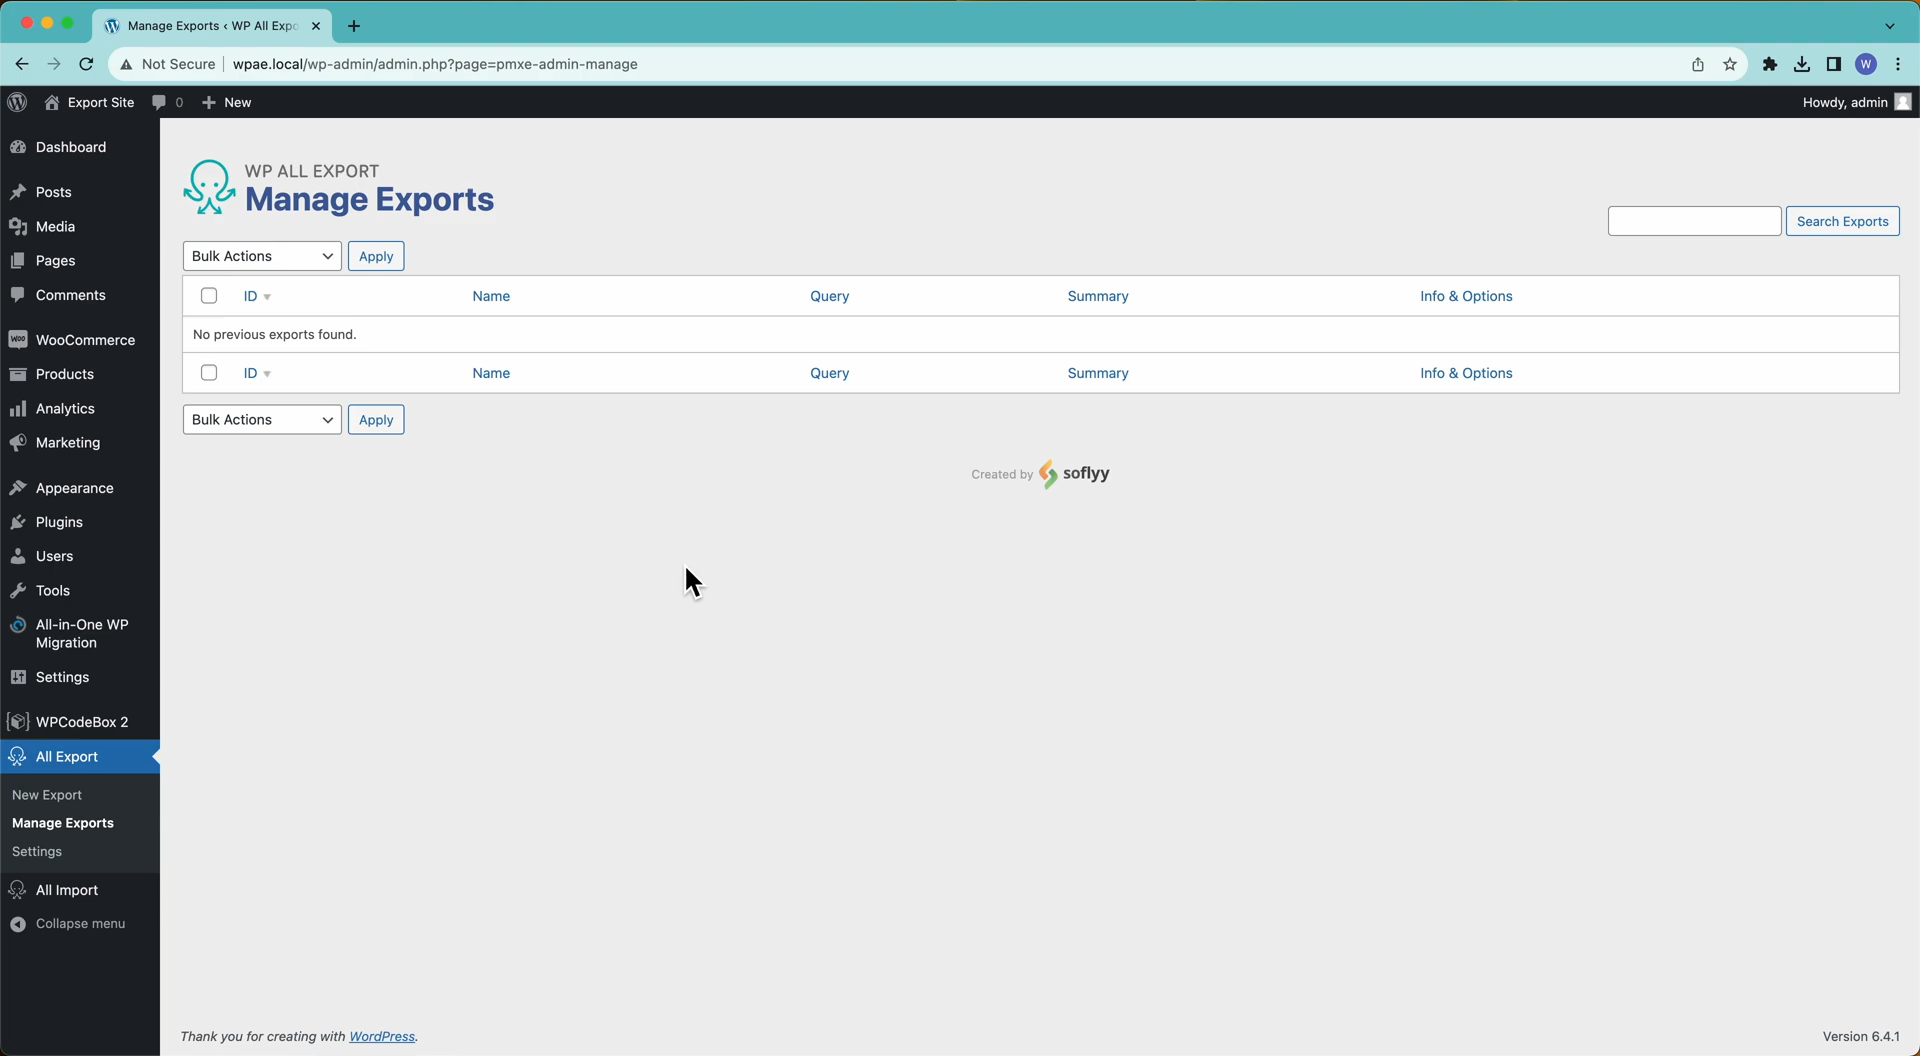 Manage Exports ‹ WP All Expo
Not Secure wpae.local/wp-admin/admin.php?page=pmxe-admin-manage
W
Export Site 0 New
Howdy, admin
Dashboard
Posts
Media
Pages
Comments
WooCommerce
Products
Analytics
Marketing
Appearance
Plugins
Users
Tools
All-in-One WP
Migration
Settings
WPCodeBox 2
All Export
New Export
Manage Exports
Settings
All Import
Collapse menu
WP ALL EXPORT
Manage Exports
Search Exports
Bulk Actions Apply
ID Name Query Summary Info & Options
No previous exports found.
ID Name Query Summary Info & Options
Bulk Actions Apply
Created by soflyy
Thank you for creating with WordPress.
Version 6.4.1